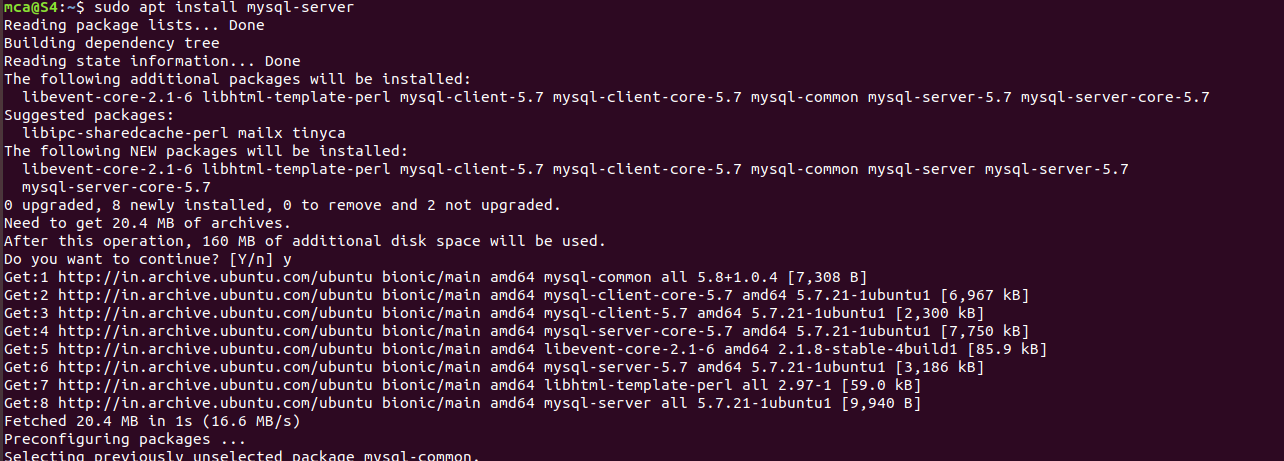 mca@S4:~$ sudo apt install mysql-server
Reading package lists... Done
Building dependency tree
Reading state information... Done
The following additional packages will be installed:
  libevent-core-2.1-6 libhtml-template-perl mysql-client-5.7 mysql-client-core-5.7 mysql-common mysql-server-5.7 mysql-server-core-5.7
Suggested packages:
  libipc-sharedcache-perl mailx tinyca
The following NEW packages will be installed:
  libevent-core-2.1-6 libhtml-template-perl mysql-client-5.7 mysql-client-core-5.7 mysql-common mysql-server mysql-server-5.7
  mysql-server-core-5.7
0 upgraded, 8 newly installed, 0 to remove and 2 not upgraded.
Need to get 20.4 MB of archives.
After this operation, 160 MB of additional disk space will be used.
Do you want to continue? [Y/n] y
Get:1 http://in.archive.ubuntu.com/ubuntu bionic/main amd64 mysql-common all 5.8+1.0.4 [7,308 B]
Get:2 http://in.archive.ubuntu.com/ubuntu bionic/main amd64 mysql-client-core-5.7 amd64 5.7.21-1ubuntu1 [6,967 kB]
Get:3 http://in.archive.ubuntu.com/ubuntu bionic/main amd64 mysql-client-5.7 amd64 5.7.21-1ubuntu1 [2,300 kB]
Get:4 http://in.archive.ubuntu.com/ubuntu bionic/main amd64 mysql-server-core-5.7 amd64 5.7.21-1ubuntu1 [7,750 kB]
Get:5 http://in.archive.ubuntu.com/ubuntu bionic/main amd64 libevent-core-2.1-6 amd64 2.1.8-stable-4build1 [85.9 kB]
Get:6 http://in.archive.ubuntu.com/ubuntu bionic/main amd64 mysql-server-5.7 amd64 5.7.21-1ubuntu1 [3,186 kB]
Get:7 http://in.archive.ubuntu.com/ubuntu bionic/main amd64 libhtml-template-perl all 2.97-1 [59.0 kB]
Get:8 http://in.archive.ubuntu.com/ubuntu bionic/main amd64 mysql-server all 5.7.21-1ubuntu1 [9,940 B]
Fetched 20.4 MB in 1s (16.6 MB/s)
Preconfiguring packages ...
Selecting previously unselected package mysql-common.